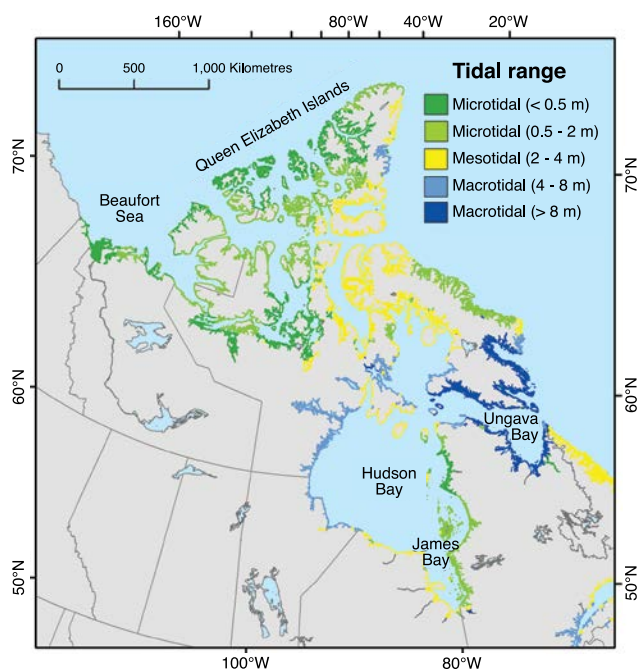 160°W 80°W 60°W 40°W 20°W
0 500 1,000 Kilometres
Tidal range
Microtidal (< 0.5 m)
Microtidal (0.5 - 2 m)
Mesotidal (2 - 4 m)
Macrotidal (4 - 8 m)
Macrotidal (> 8 m)
Queen Elizabeth Islands
70°N
70°N
Beaufort
Sea
60°N
60°N
Ungava
Bay
Hudson
Bay
James
Bay
50°N
50°N
100°W 80°W